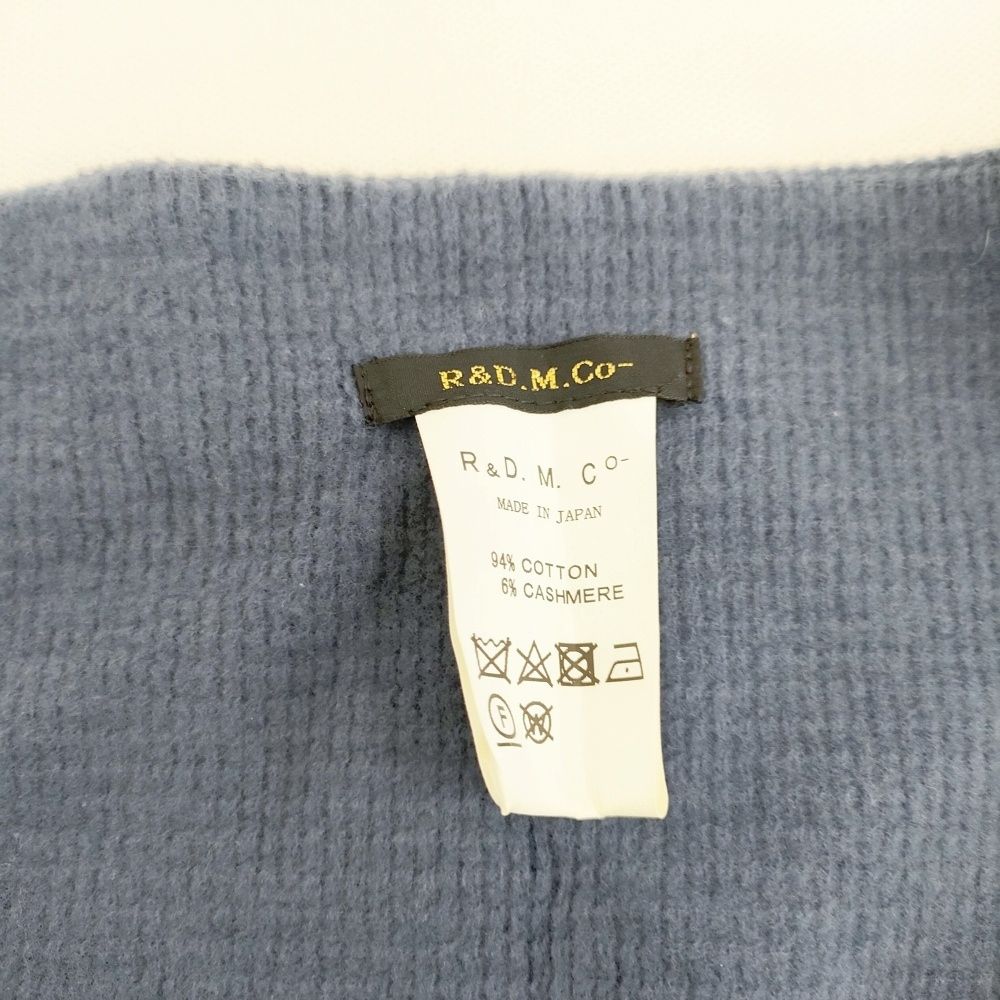 R&D.M.Co-
R&D.M.Co-
MADE IN JAPAN
94% COTTON
6% CASHMERE
F
W